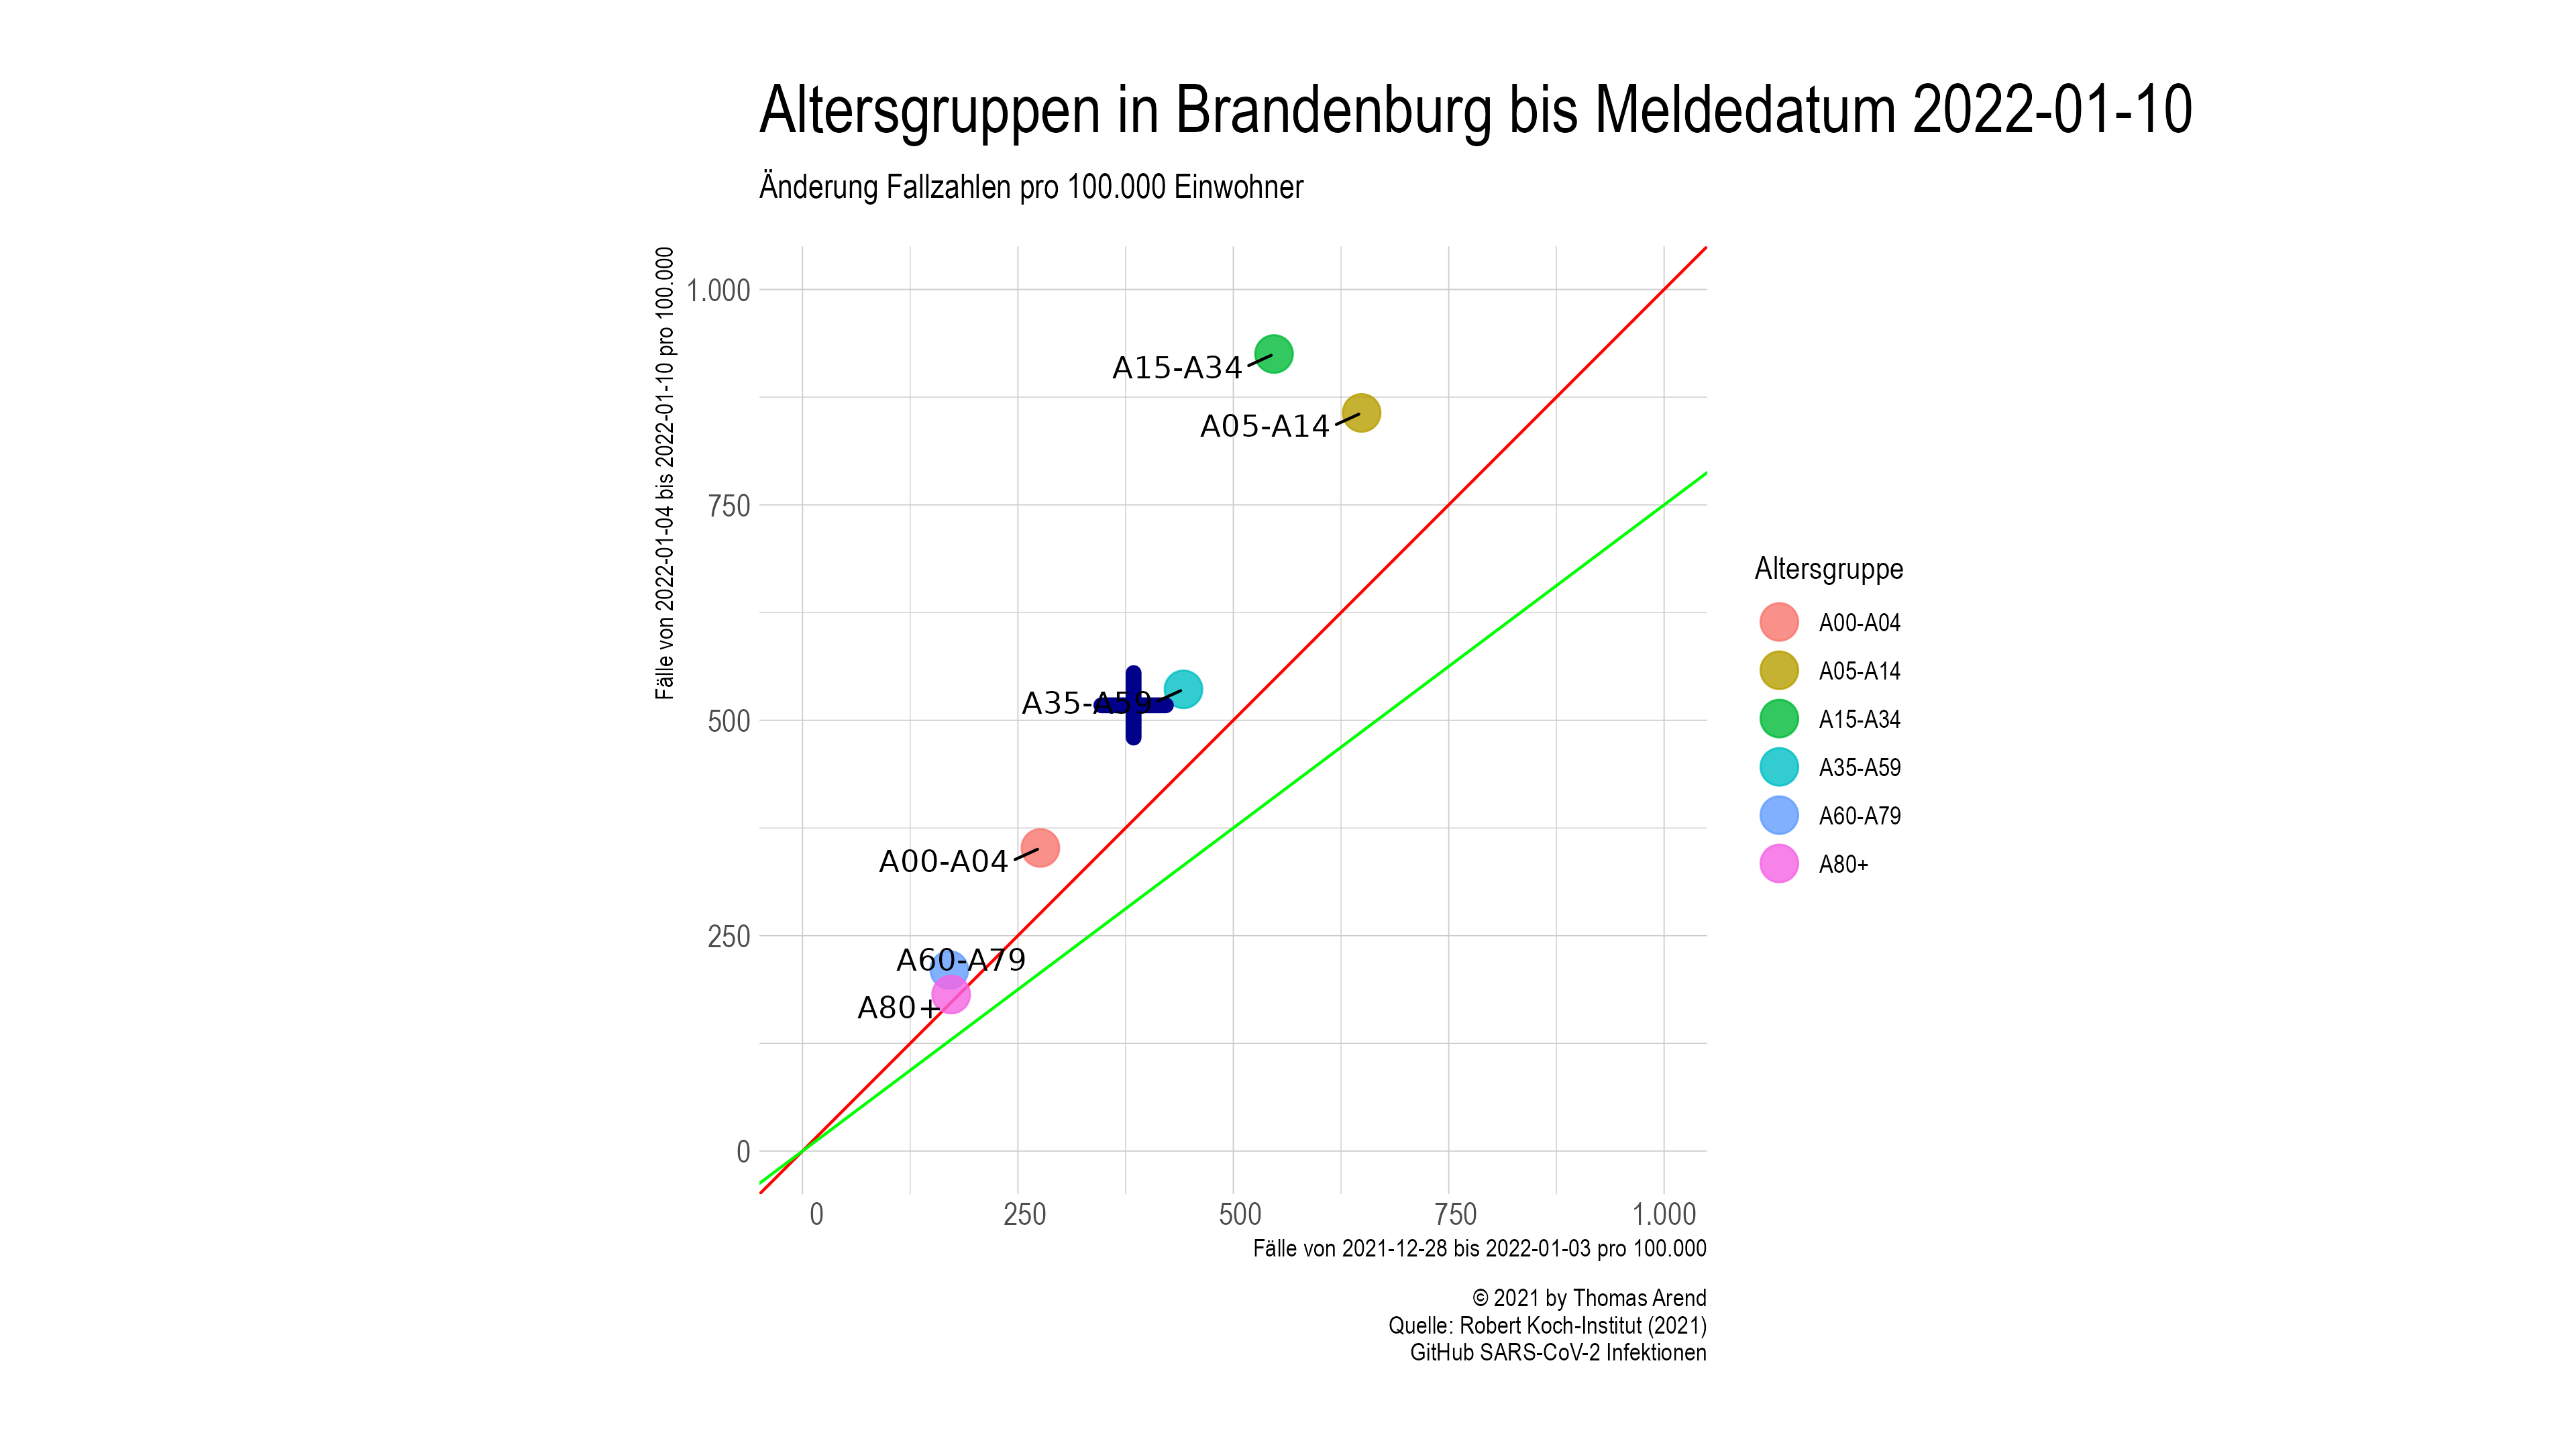 Altersgruppen in Brandenburg bis Meldedatum 2022-01-10
Änderung Fallzahlen pro 100.000 Einwohner
Fälle von 2022-01-04 bis 2022-01-10 pro 100.000
1.000
750
500
250
0
A15-A34
A05-A14
A35-A59
A00-A04
A60-A79
A80+
0
250
500
750
1.000
Fälle von 2021-12-28 bis 2022-01-03 pro 100.000
Altersgruppe
A00-A04
A05-A14
A15-A34
A35-A59
A60-A79
A80+
© 2021 by Thomas Arend
Quelle: Robert Koch-Institut (2021)
GitHub SARS-CoV-2 Infektionen